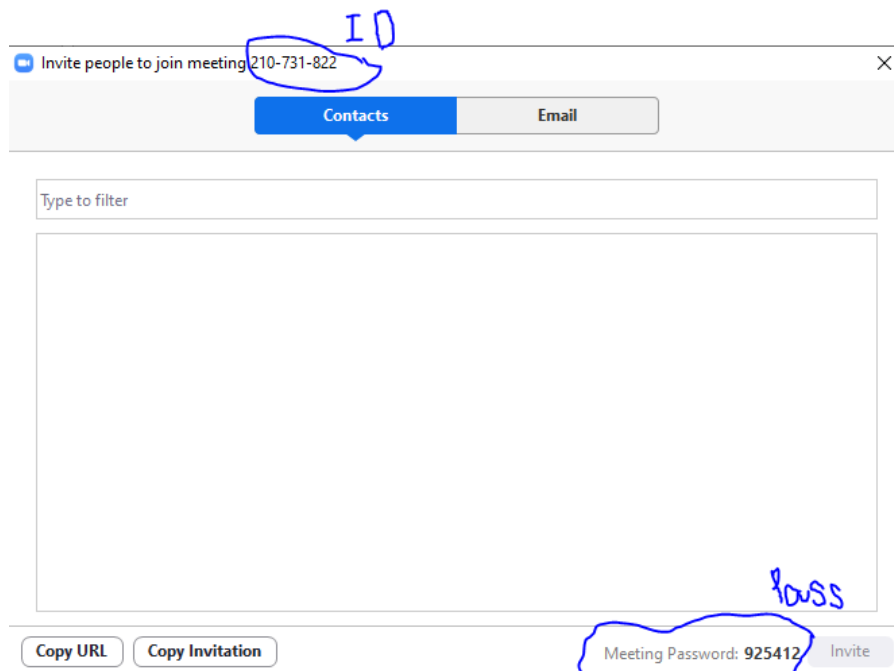 ID
Invite people to join meeting 210-731-822
Contacts Email
Type to filter
Pass
Copy URL Copy Invitation Meeting Password: 925412 Invite